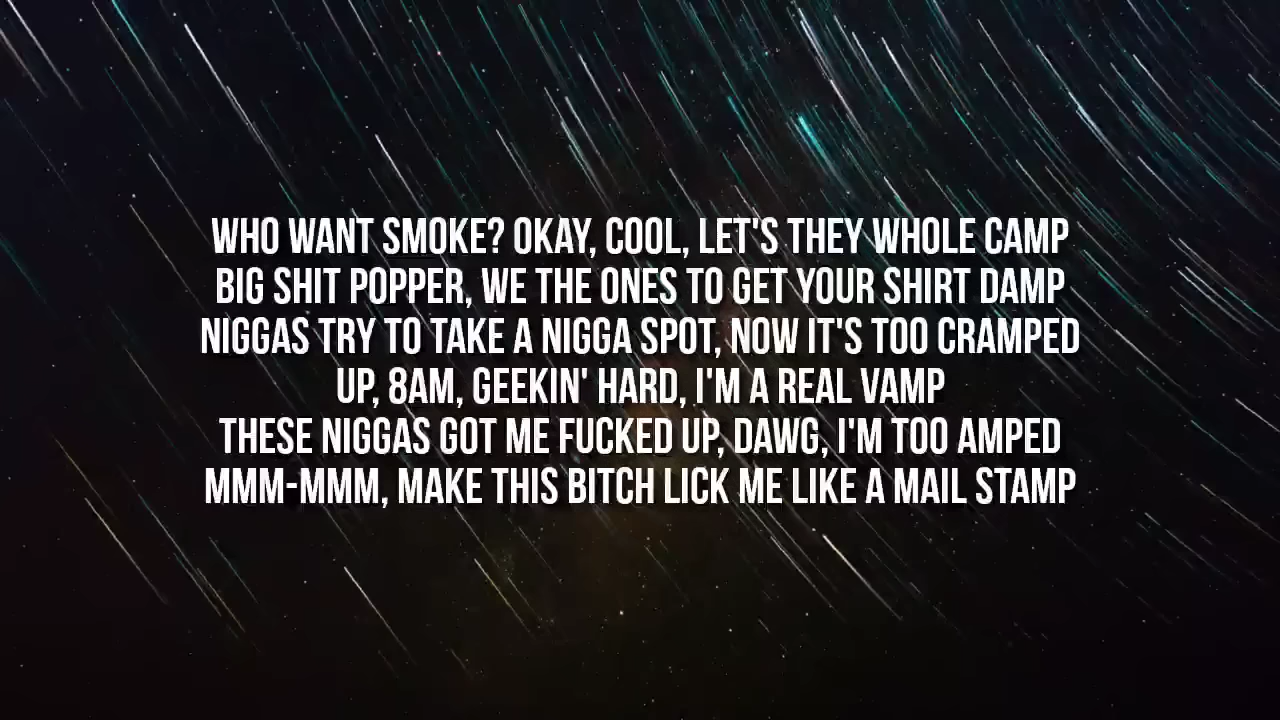 WHO WANT SMOKE? OKAY, COOL, LET'S THEY WHOLE CAMP
BIG SHIT POPPER, WE THE ONES TO GET YOUR SHIRT DAMP
NIGGAS TRY TO TAKE A NIGGA SPOT, NOW IT'S TOO CRAMPED
UP, 8AM, GEEKIN' HARD, I'M A REAL VAMP
THESE NIGGAS GOT ME FUCKED UP, DAWG, I'M TOO AMPED
MMM-MMM, MAKE THIS BITCH LICK ME LIKE A MAIL STAMP